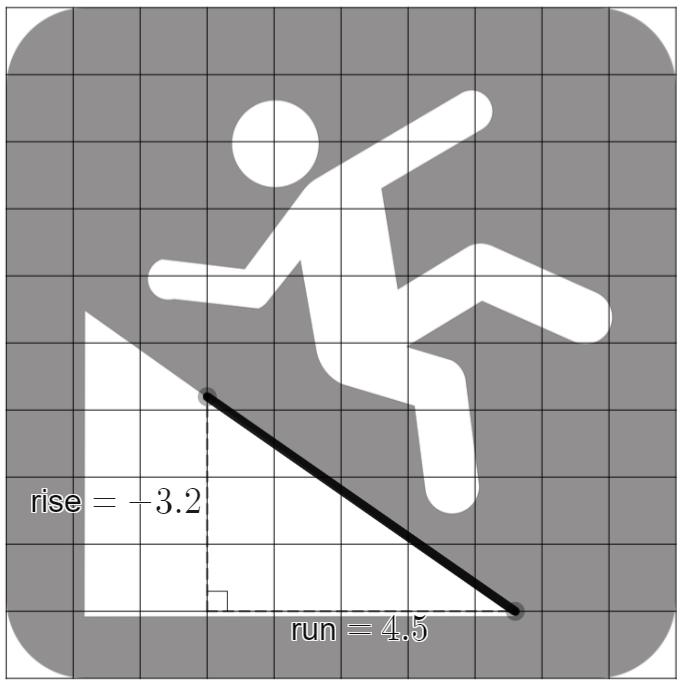 rise = −3.2
run = 4.5